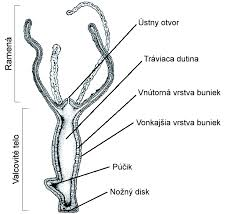 Ramená
Valcovité telo
Ústny otvor
Tráviaca dutina
Vnútorná vrstva buniek
Vonkajšia vrstva buniek
Púčik
Nožný disk